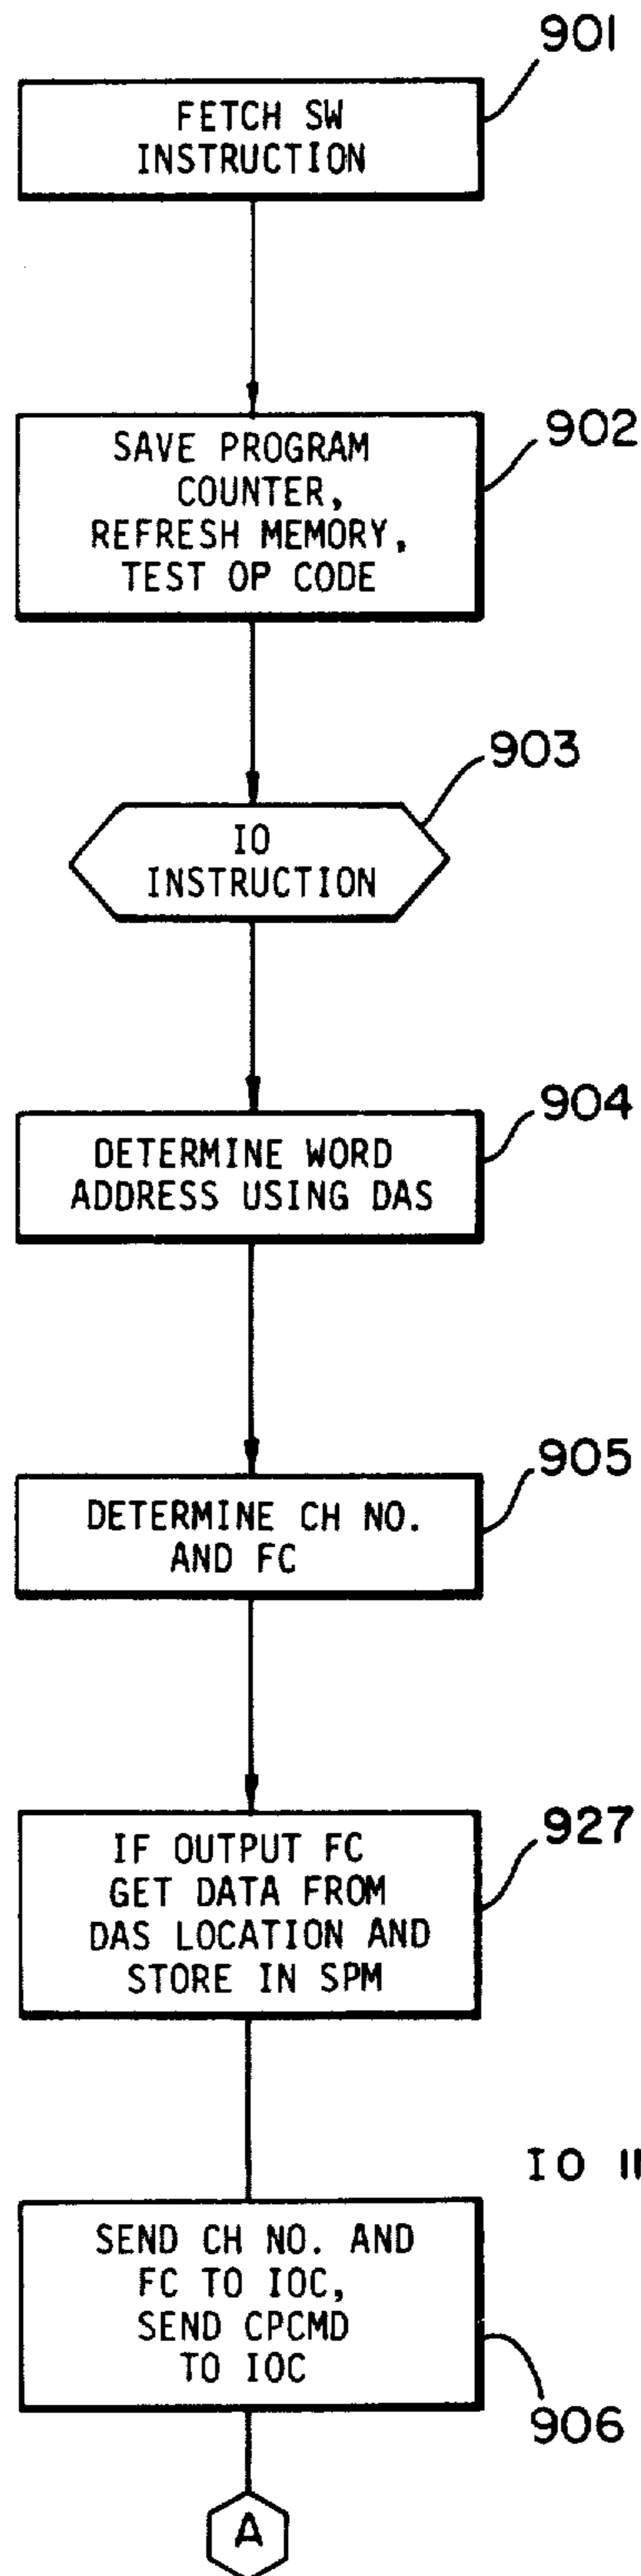 901
FETCH SW
INSTRUCTION
902
SAVE PROGRAM
COUNTER,
REFRESH MEMORY,
TEST OP CODE
903
IO
INSTRUCTION
904
DETERMINE WORD
ADDRESS USING DAS
905
DETERMINE CH NO.
AND FC
927
IF OUTPUT FC
GET DATA FROM
DAS LOCATION AND
STORE IN SPM
IO
SEND CH NO. AND
FC TO IOC,
SEND CPCMD
TO IOC
906
A